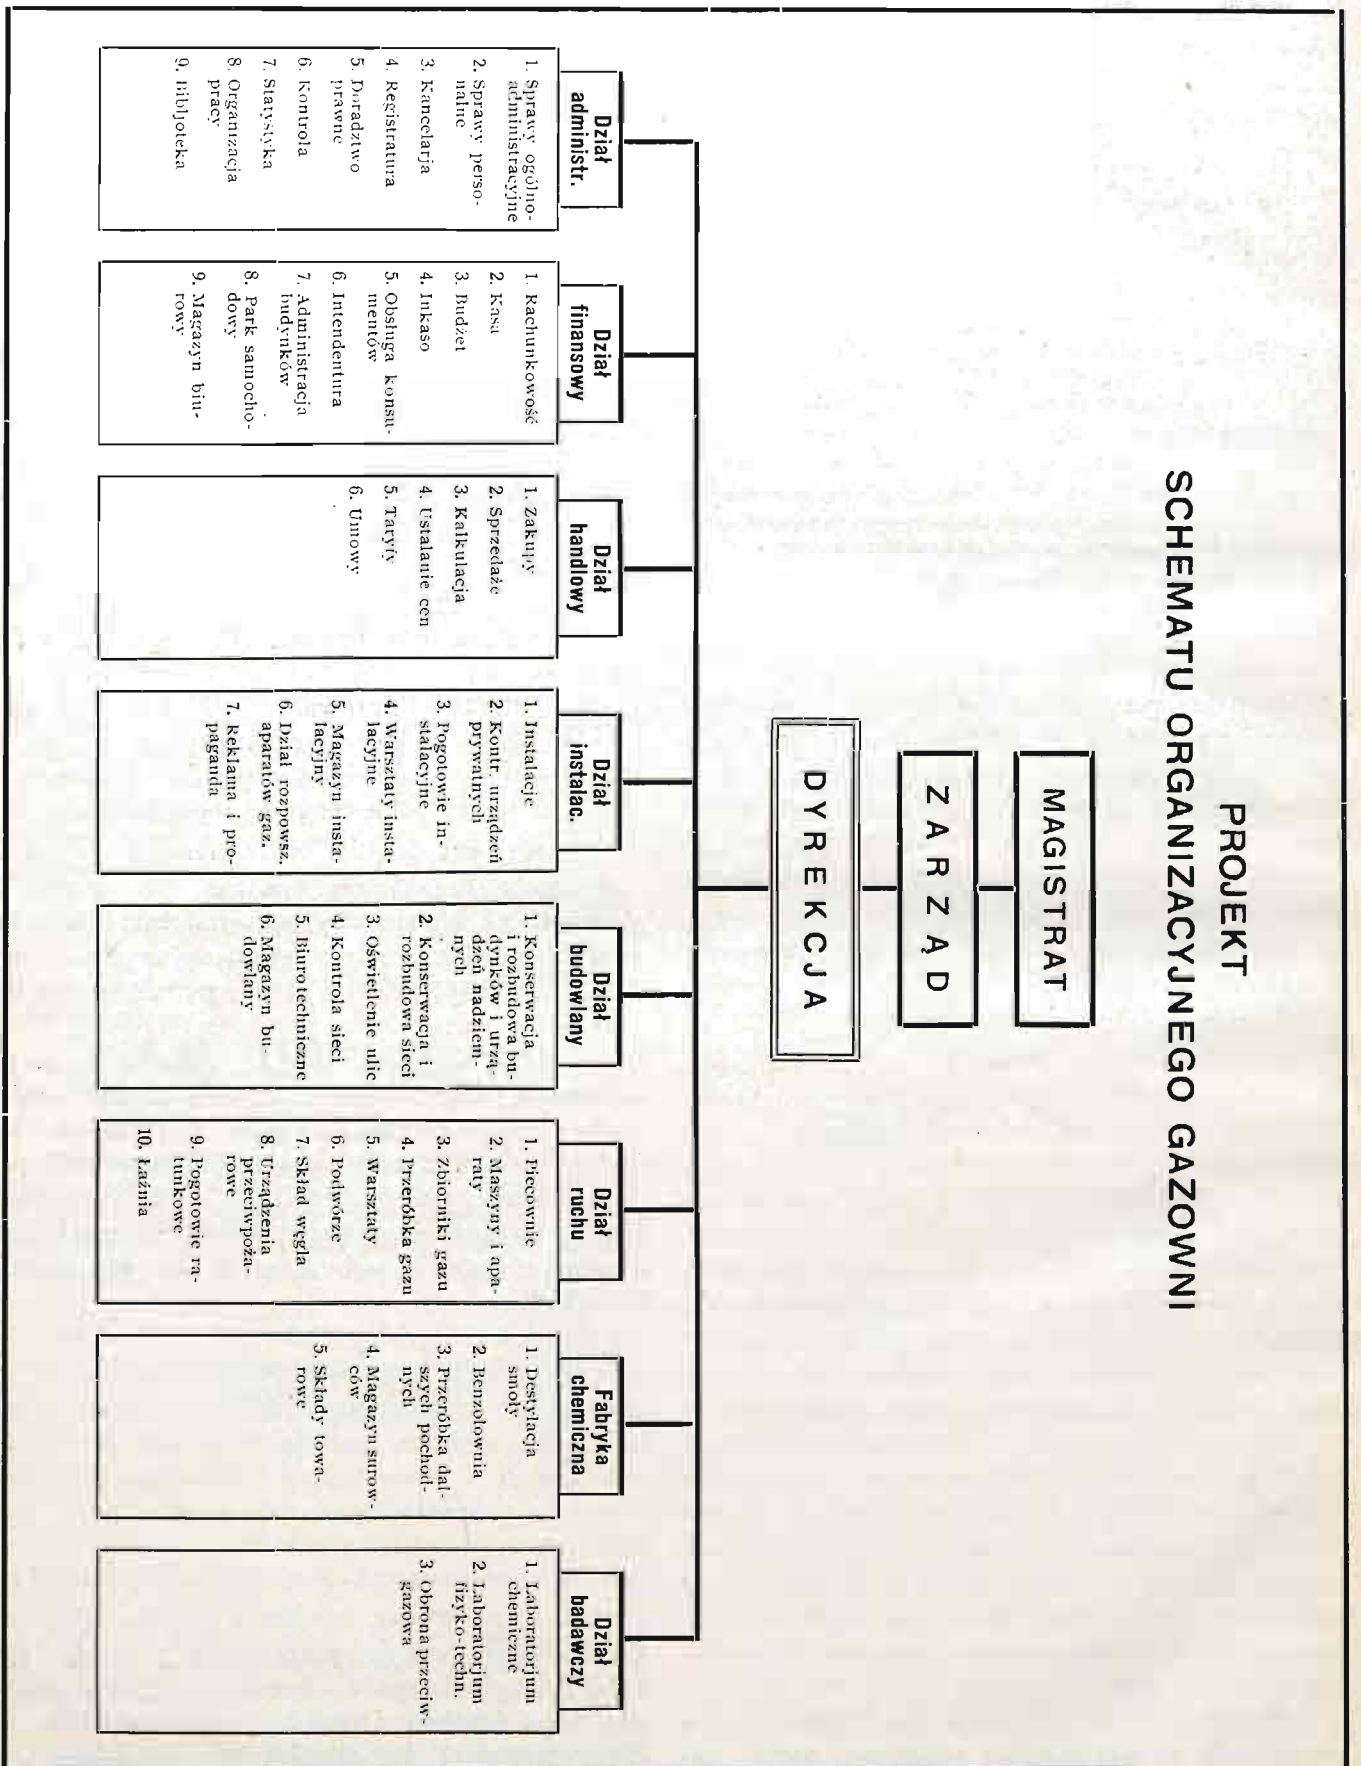 PROJEKT
SCHEMATU ORGANIZACYJNEGO GAZOWNI
MAGISTRAT
ZARZĄD
DYREKCJA
Dział
administr.
1. Sprawy ogólno-
administracyjne
2. Sprawy perso-
nalne
3. Kancelarja
4. Registratura
5. Doradztwo
prawne
6. Kontrola
7. Statystyka
8. Organizacja
pracy
9. Bibljoteka
Dział
finansowy
1. Rachunkowość
2. Kasa
3. Budżet
4. Inkaso
5. Obsługa konsu-
mentów
6. Intendentura
7. Administracja
budynków
8. Park samocho-
dowy
9. Magazyn biu-
rowy
Dział
handlowy
1. Zakupy
2. Sprzedaże
3. Kalkulacja
4. Ustalanie cen
5. Taryfy
6. Umowy
Dział
instalac.
1. Instalacje
2. Kontr. urządzeń
prywatnych
3. Pogotowie in-
stalacyjne
4. Warsztaty insta-
lacyjne
5. Magazyn insta-
lacyjny
6. Dział rozpowsz.
aparatów gaz.
7. Reklama i pro-
paganda
Dział
budowlany
1. Konserwacja
i rozbudowa bu-
dynków i urzą-
dzeń nadziem-
nych
2. Konserwacja i
rozbudowa sieci
3. Oświetlenie ulic
4. Kontrola sieci
5. Biuro techniczne
6. Magazyn bu-
dowlany
Dział
ruchu
1. Piecownie
2. Maszyny i apa-
raty
3. Zbiorniki gazu
4. Przeróbka gazu
5. Warsztaty
6. Podwórze
7. Skład węgla
8. Urządzenia
przeciwpoża-
rowe
9. Pogotowie ra-
tunkowe
10. Łaźnia
Fabryka
chemiczna
1. Destylacja
smoły
2. Benzolownia
3. Przeróbka dal-
szych pochod-
nych
4. Magazyn surow-
ców
5. Składy towa-
rowe
Dział
badawczy
1. Laboratorjum
chemiczne
2. Laboratorjum
fizyko-techn.
3. Obrona przeciw-
gazowa